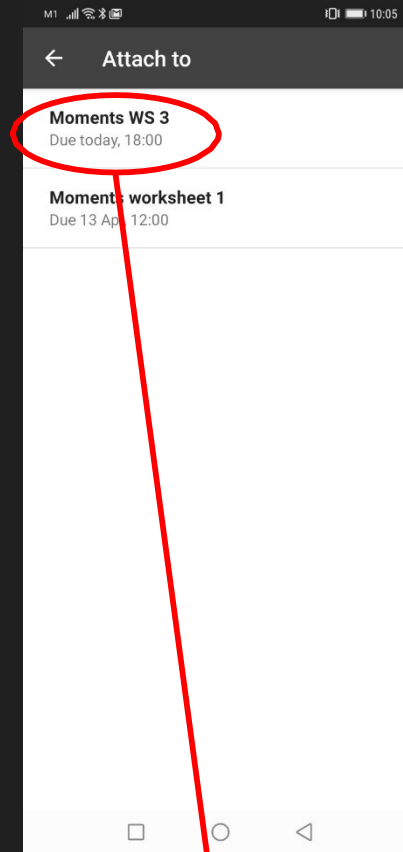 M1 10:05
Attach to
Moments WS 3
Due today, 18:00
Moments worksheet 1
Due 13 Apr, 12:00